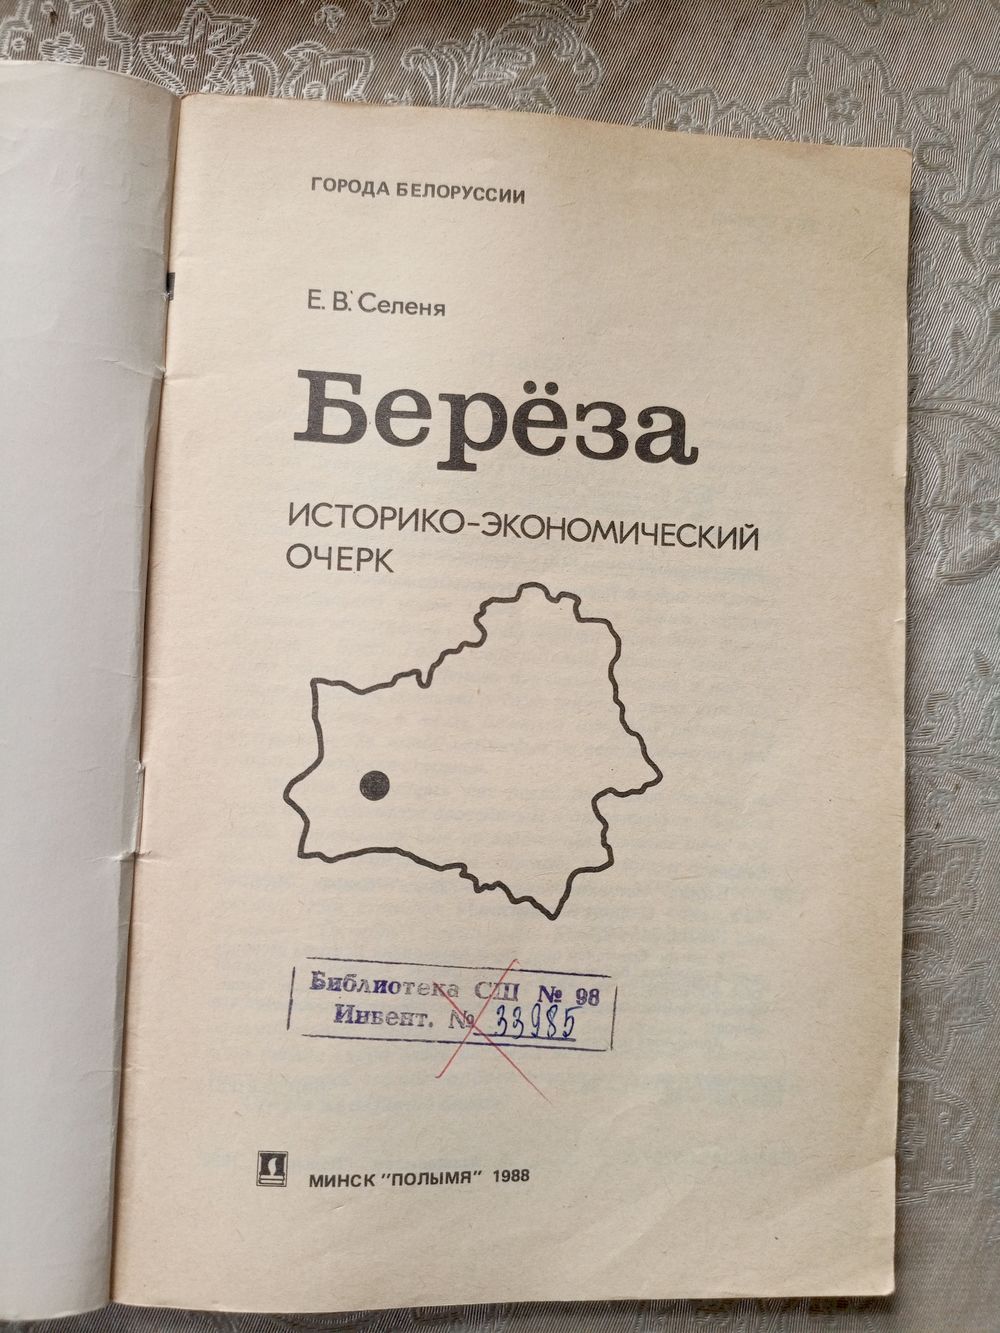 ГОРОДА БЕЛОРУССИИ
Е. В. Селеня
Берёза
ИСТОРИКО-ЭКОНОМИЧЕСКИЙ
ОЧЕРК
Библиотека СШ № 98
Инвент. № 33985
МИНСК "ПОЛЫМЯ" 1988